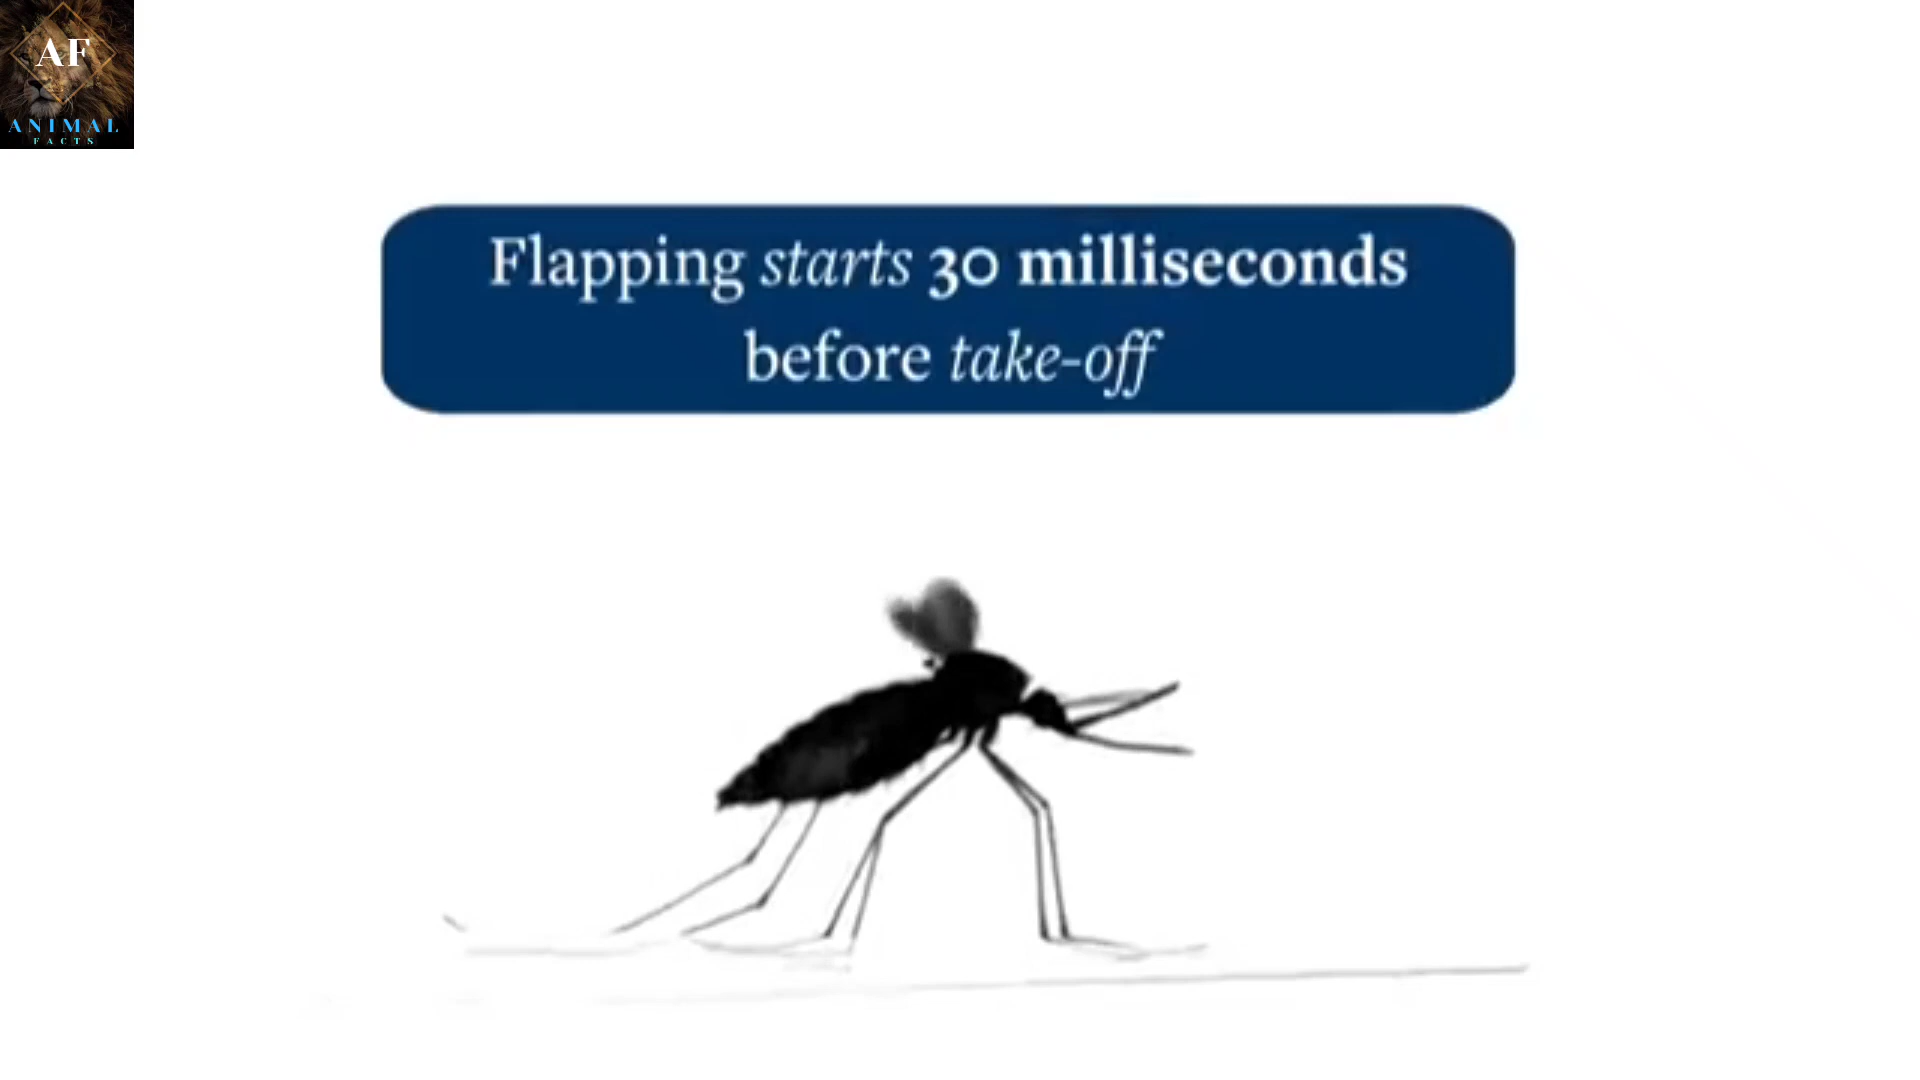 AF
ANIMAL
FACTS
Flapping starts 30 milliseconds
before take-off